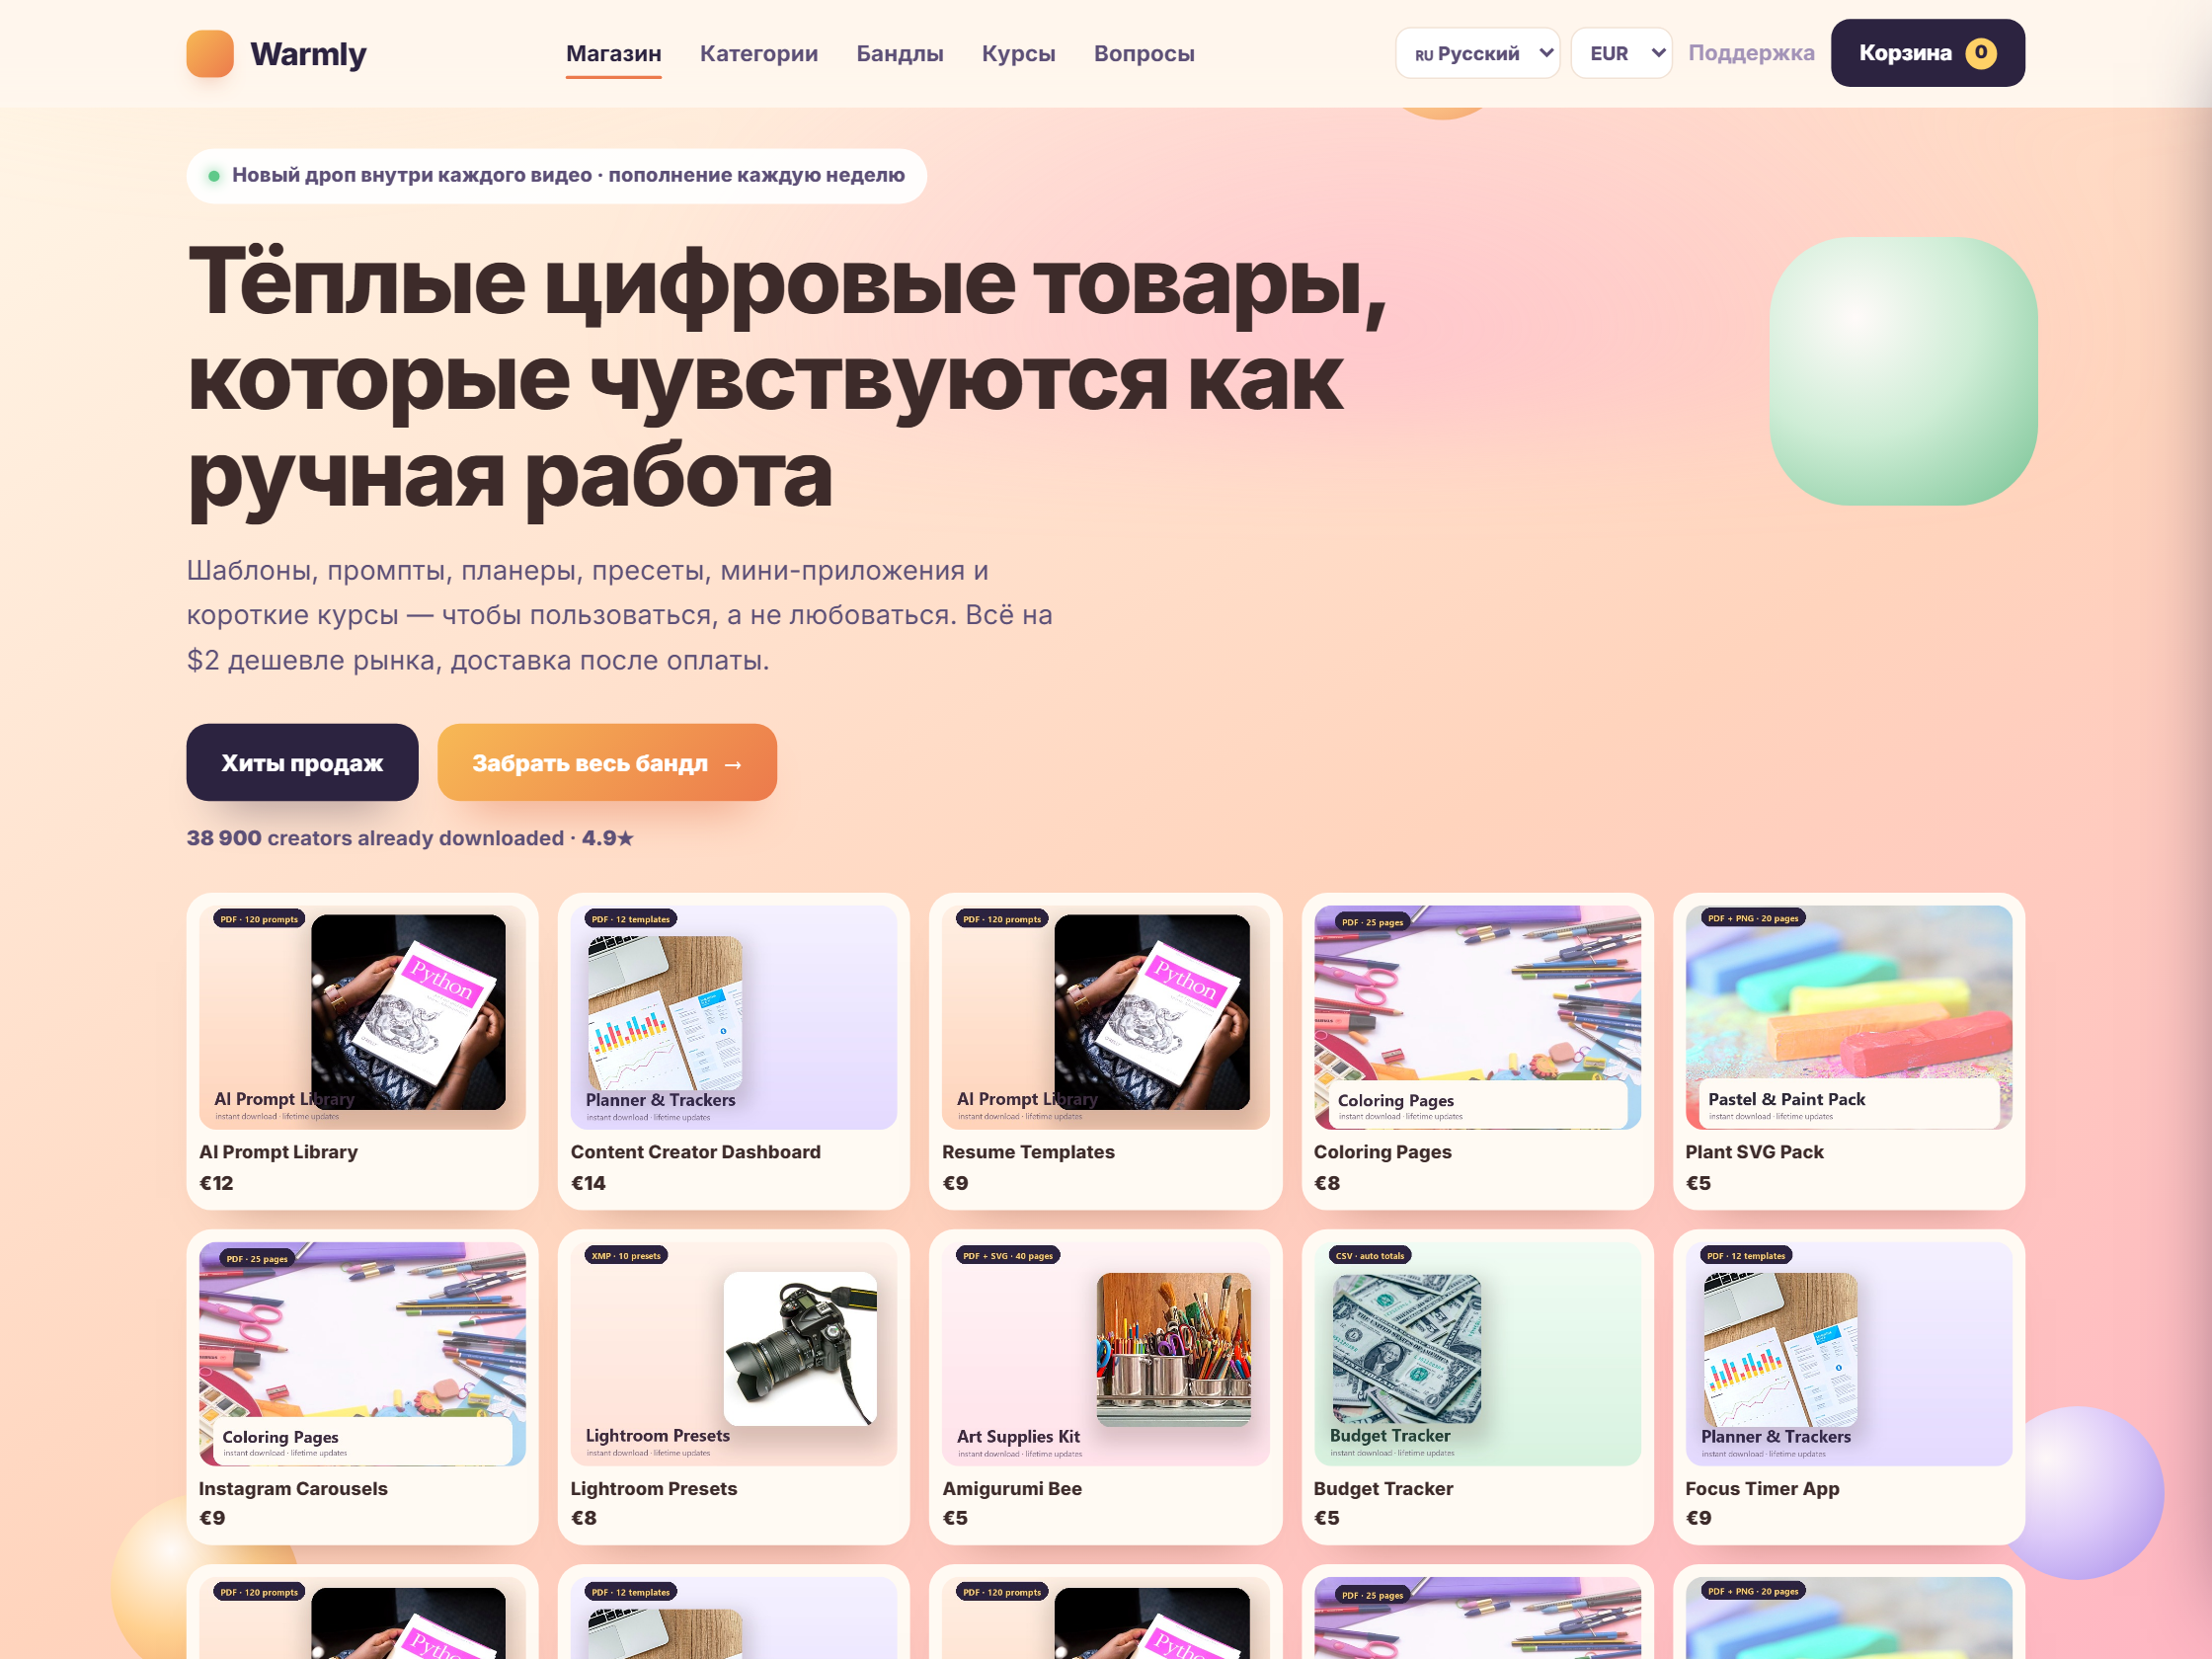 Warmly
Магазин
Категории
Бандлы
Курсы
Вопросы
RU Русский
EUR
Поддержка
Корзина 0
Новый дроп внутри каждого видео · пополнение каждую неделю
Тёплые цифровые товары,
которые чувствуются как
ручная работа
Шаблоны, промпты, планеры, пресеты, мини-приложения и
короткие курсы — чтобы пользоваться, а не любоваться. Всё на
$2 дешевле рынка, доставка после оплаты.
Хиты продаж
Забрать весь бандл →
38 900 creators already downloaded · 4.9★
PDF · 120 prompts
Python
AI Prompt Library
instant download · lifetime updates
AI Prompt Library
€12
PDF · 12 templates
Planner & Trackers
instant download · lifetime updates
Content Creator Dashboard
€14
PDF · 120 prompts
Python
AI Prompt Library
instant download · lifetime updates
Resume Templates
€9
PDF · 25 pages
Coloring Pages
instant download · lifetime updates
Coloring Pages
€8
PDF + PNG · 20 pages
Pastel & Paint Pack
instant download · lifetime updates
Plant SVG Pack
€5
PDF · 25 pages
Coloring Pages
instant download · lifetime updates
Instagram Carousels
€9
XMP · 10 presets
Lightroom Presets
instant download · lifetime updates
Lightroom Presets
€8
PDF + SVG · 40 pages
Art Supplies Kit
instant download · lifetime updates
Amigurumi Bee
€5
CSV · auto totals
Budget Tracker
instant download · lifetime updates
Budget Tracker
€5
PDF · 12 templates
Planner & Trackers
instant download · lifetime updates
Focus Timer App
€9
PDF · 120 prompts
Python
PDF · 12 templates
PDF · 120 prompts
Python
PDF · 25 pages
PDF + PNG · 20 pages